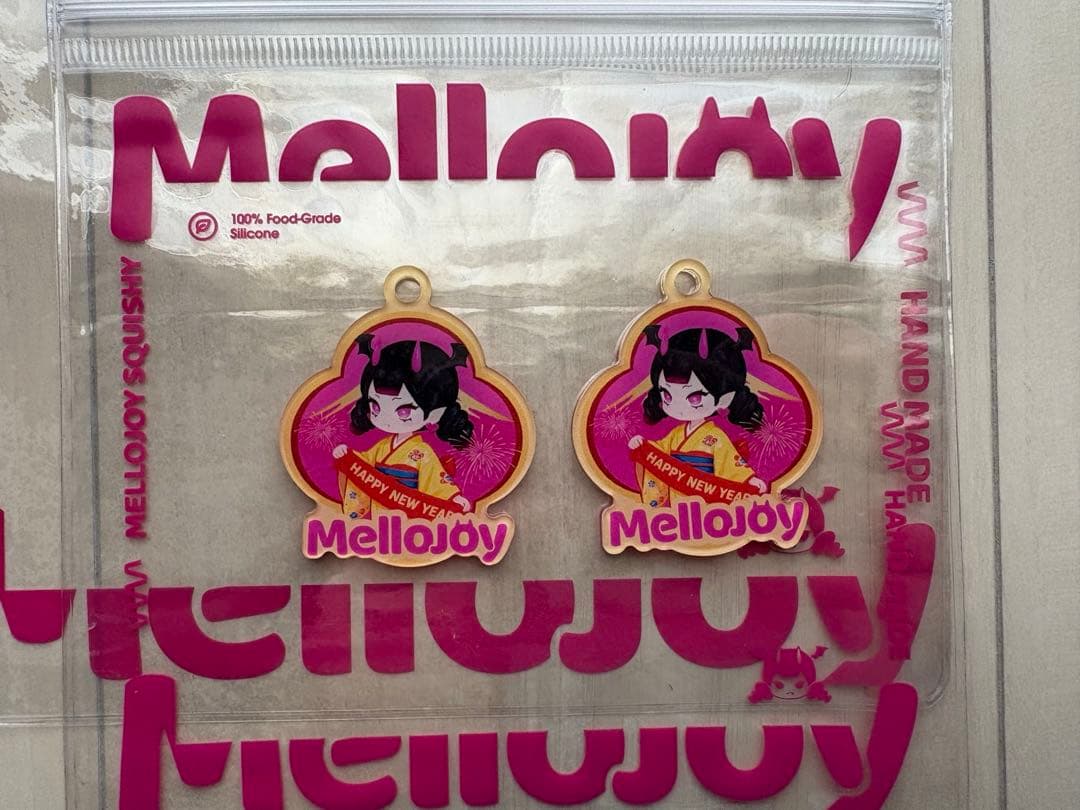 Mellojoy
100% Food-Grade
Silicone
MELLOJOY SQUISHY
HAND MADE
HAPPY NEW YEAR
Mellojoy
HAPPY NEW YEAR
Mellojoy
Mellojoy
Mellojoy